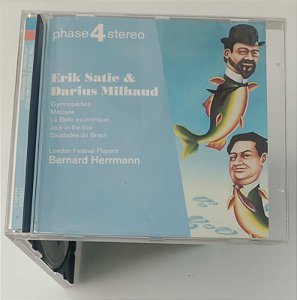 phase 4 stereo
Erik Satie &
Darius Milhaud
Gymnopédies
Mercure
La Belle excentrique
Jack-in the-box
Saudades do Brasil
London Festival Players
Bernard Herrmann